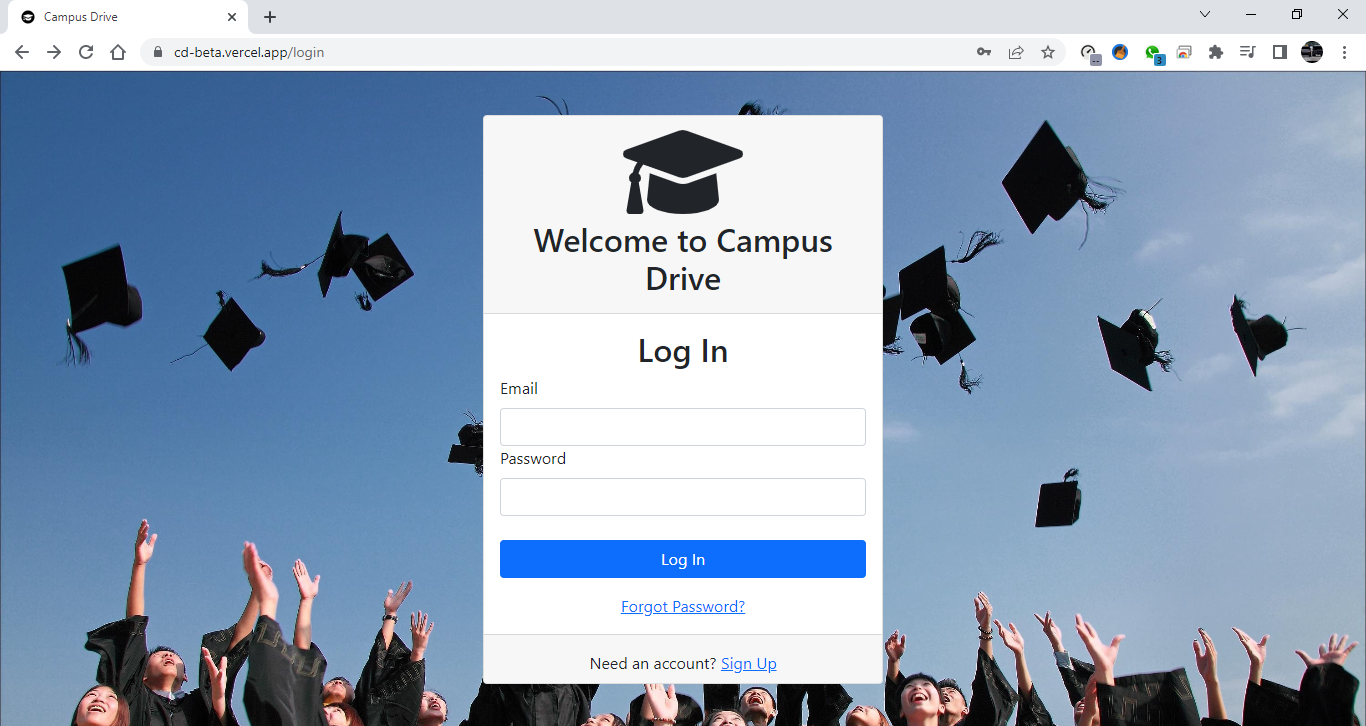 Campus Drive
cd-beta.vercel.app/login
3
Welcome to Campus
Drive
Log In
Email
Password
Log In
Forgot Password?
Need an account? Sign Up